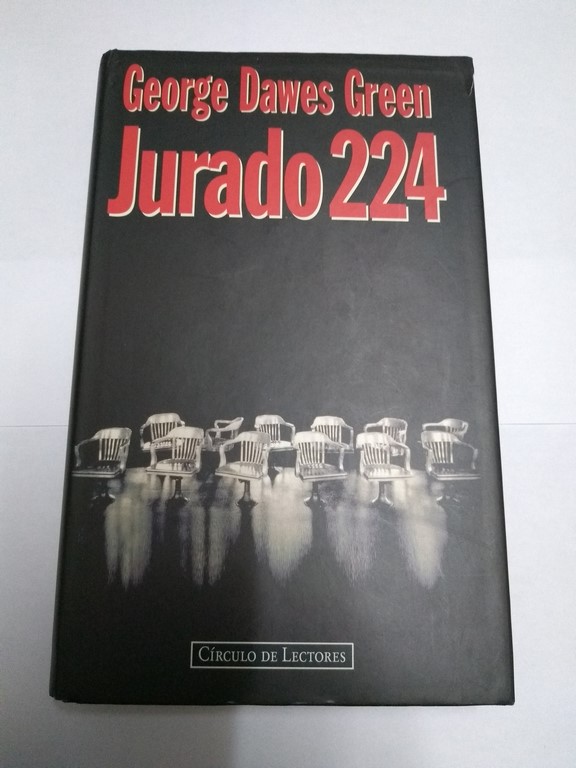 George Dawes Green
Jurado 224
CÍRCULO DE LECTORES